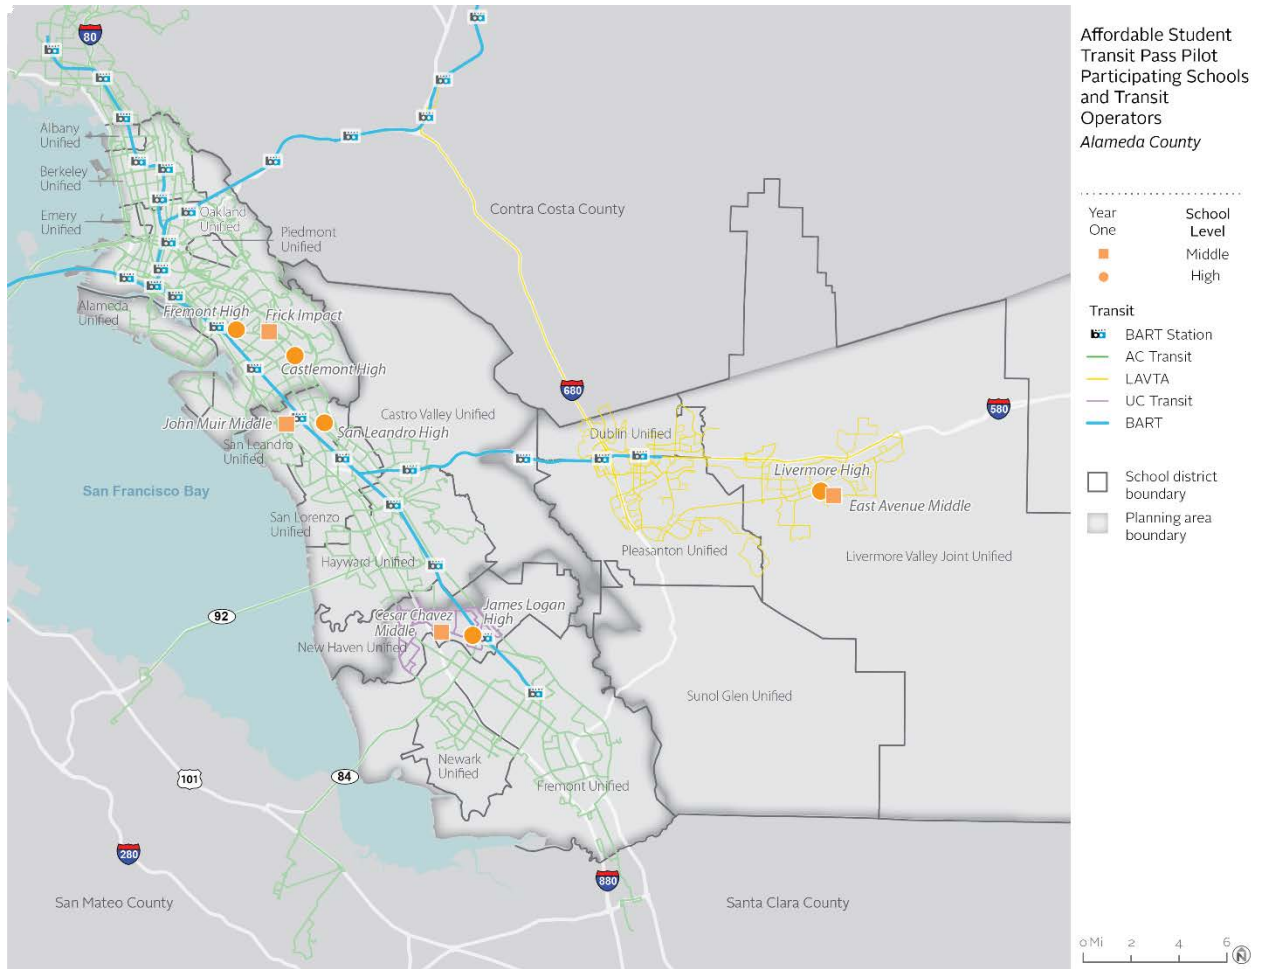 Affordable Student
Transit Pass Pilot
Participating Schools
and Transit
Operators
Alameda County
Year
One
School
Level
Middle
High
Transit
BART Station
AC Transit
LAVTA
UC Transit
BART
School district
boundary
Planning area
boundary
0 Mi 2 4 6
N
80
Albany
Unified
Berkeley
Unified
Emery
Unified
Oakland
Unified
Piedmont
Unified
Contra Costa County
Alameda
Unified
Fremont High
Frick Impact
Castlemont High
680
580
John Muir Middle
San Leandro High
Castro Valley Unified
San Leandro
Unified
Dublin Unified
Livermore High
East Avenue Middle
San Francisco Bay
San Lorenzo
Unified
Pleasanton Unified
Livermore Valley Joint Unified
Hayward Unified
92
Cesar Chavez
Middle
James Logan
High
New Haven Unified
Sunol Glen Unified
Newark
Unified
101
84
Fremont Unified
280
880
San Mateo County
Santa Clara County